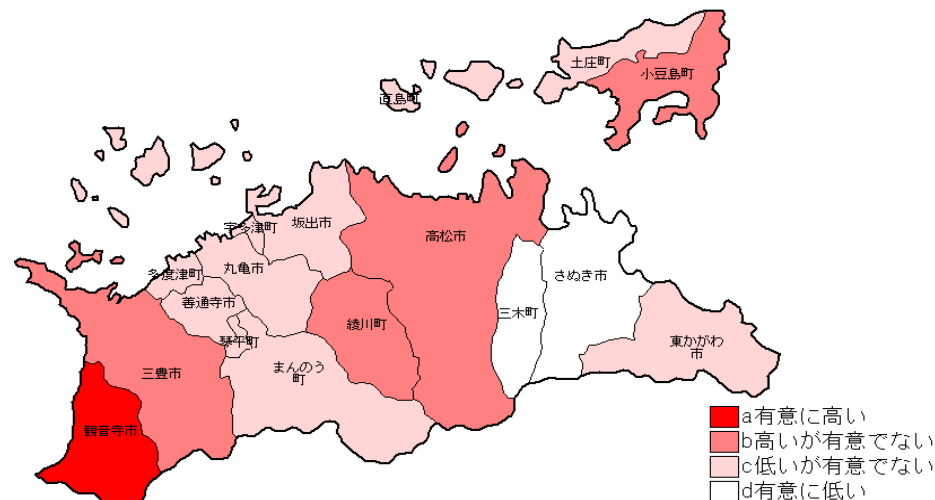 土庄町
小豆島町
直島町
宇多津町
坂出市
高松市
多度津町
丸亀市
さぬき市
善通寺市
三木町
綾川町
琴平町
東かがわ
市
まんのう
町
三豊市
観音寺市
a有意に高い
b高いが有意でない
c低いが有意でない
d有意に低い